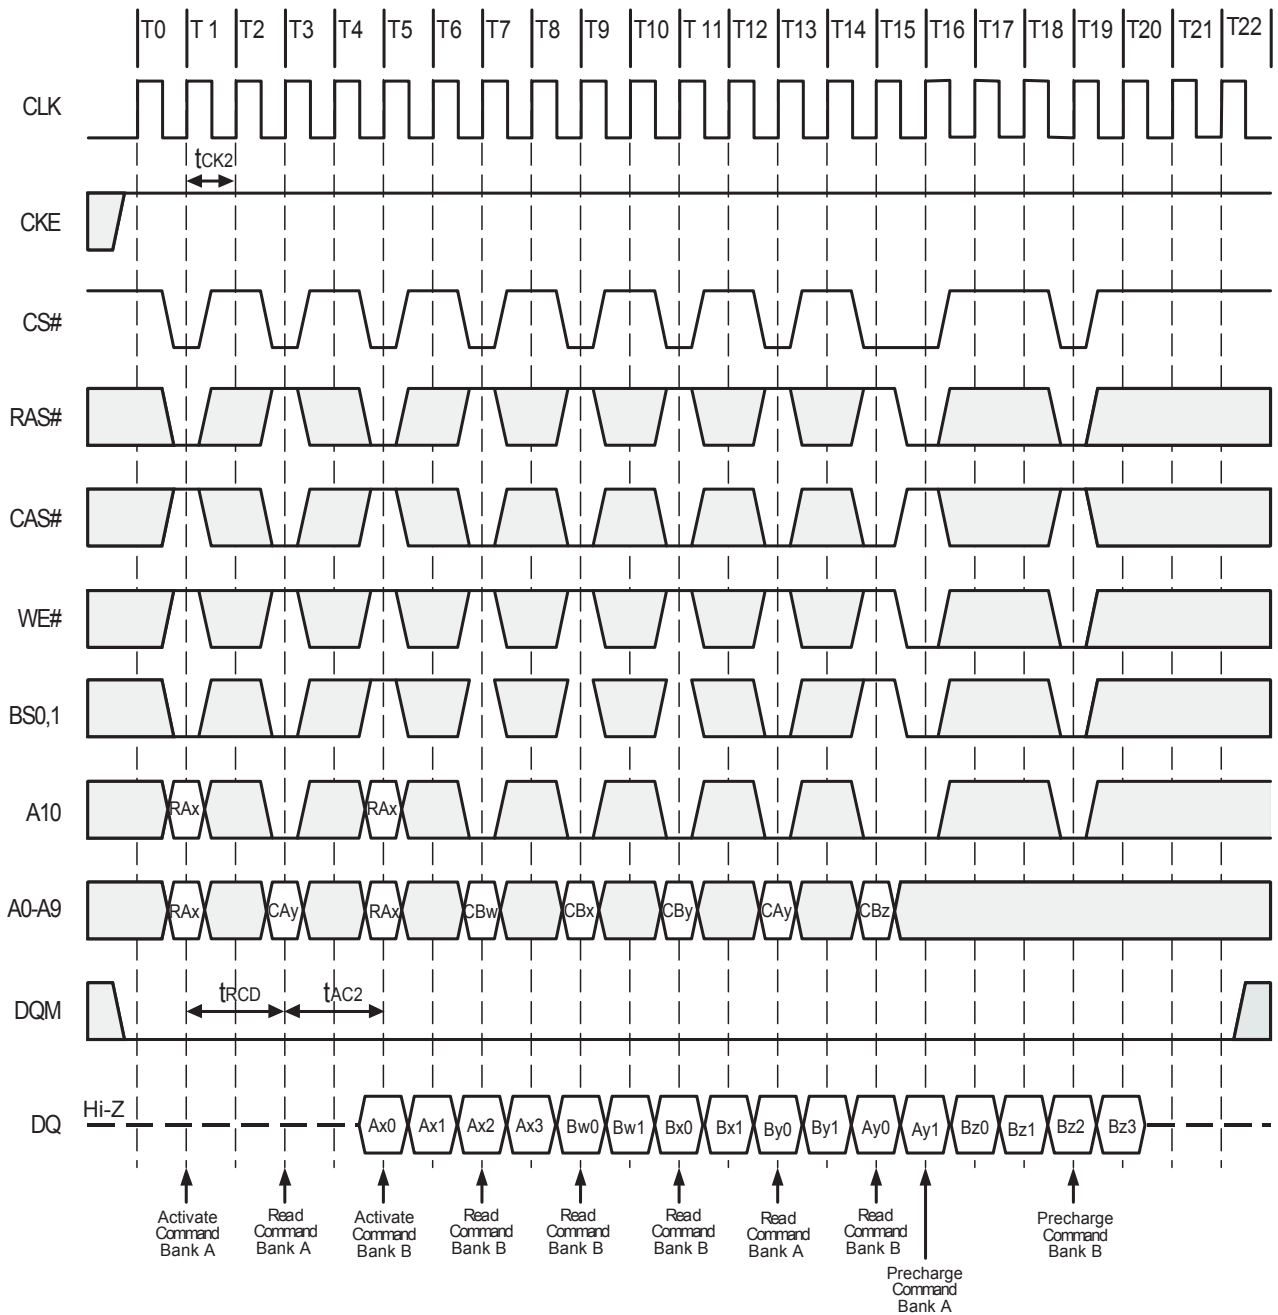 T0 T 1 T2 T3 T4 T5 T6 T7 T8 T9 T10 T 11 T12 T13 T14 T15 T16 T17 T18 T19 T20 T21 T22
CLK
tCK2
CKE
CS#
RAS#
CAS#
WE#
BS0,1
A10 RAx RAx
A0-A9 RAx CAy RAx CBw CBx CBy CAy CBz
DQM tRCD tAC2
DQ Hi-Z Ax0 Ax1 Ax2 Ax3 Bw0 Bw1 Bx0 Bx1 By0 By1 Ay0 Ay1 Bz0 Bz1 Bz2 Bz3
Activate
Command
Bank A
Read
Command
Bank A
Activate
Command
Bank B
Read
Command
Bank B
Read
Command
Bank B
Read
Command
Bank B
Read
Command
Bank A
Read
Command
Bank B
Precharge
Command
Bank A
Precharge
Command
Bank B